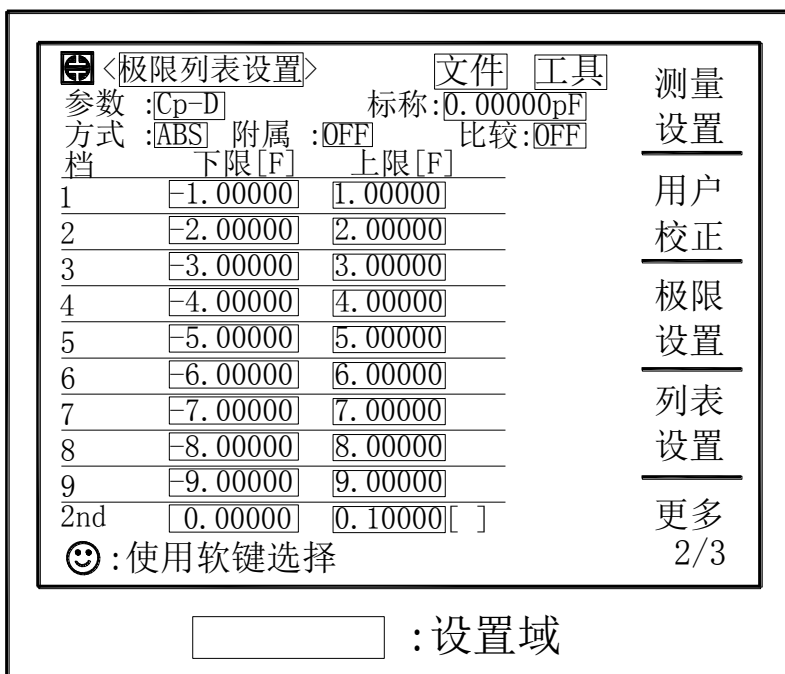 <极限列表设置> 文件 工具
参数 :Cp-D 标称:0.00000pF
方式 :ABS 附属 :OFF 比较:OFF
档 下限[F] 上限[F]
1 -1.00000 1.00000
2 -2.00000 2.00000
3 -3.00000 3.00000
4 -4.00000 4.00000
5 -5.00000 5.00000
6 -6.00000 6.00000
7 -7.00000 7.00000
8 -8.00000 8.00000
9 -9.00000 9.00000
2nd 0.00000 0.10000[ ]
:使用软键选择
测量
设置
用户
校正
极限
设置
列表
设置
更多
2/3
:设置域